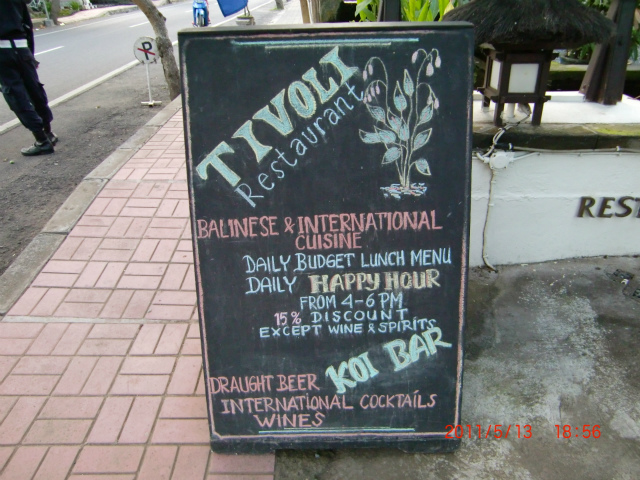 P
TIVOLI
Restaurant
BALINESE & INTERNATIONAL
CUISINE
DAILY BUDGET LUNCH MENU
DAILY HAPPY HOUR
FROM 4-6 PM
15% DISCOUNT
EXCEPT WINE & SPIRITS
KOI BAR
DRAUGHT BEER
INTERNATIONAL COCKTAILS
WINES
REST
2011/5/13 18:56